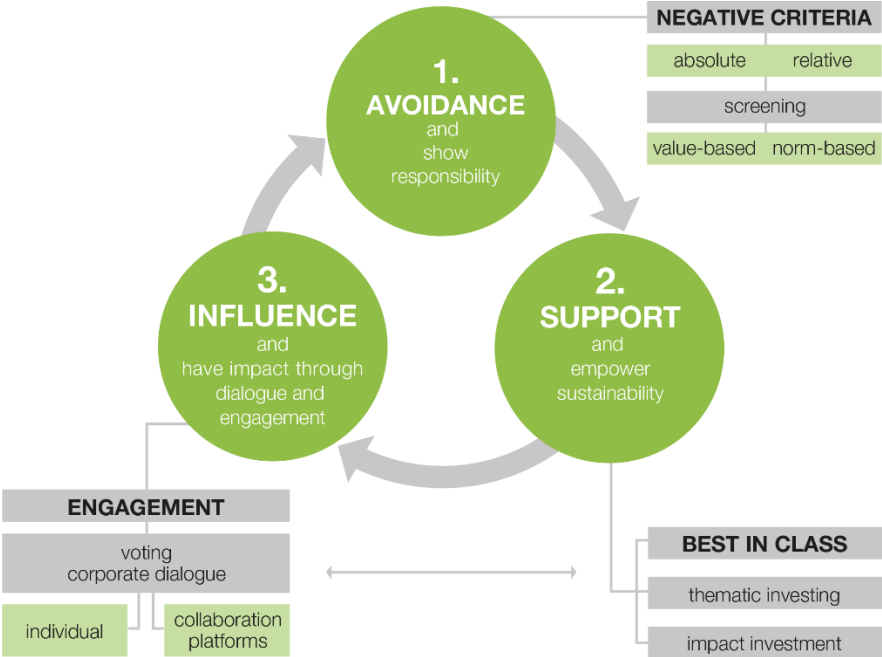 1.
AVOIDANCE
and
show
responsibility
NEGATIVE CRITERIA
absolute relative
screening
value-based norm-based
2.
SUPPORT
and
empower
sustainability
3.
INFLUENCE
and
have impact through
dialogue and
engagement
ENGAGEMENT
voting
corporate dialogue
individual
collaboration
platforms
BEST IN CLASS
thematic investing
impact investment